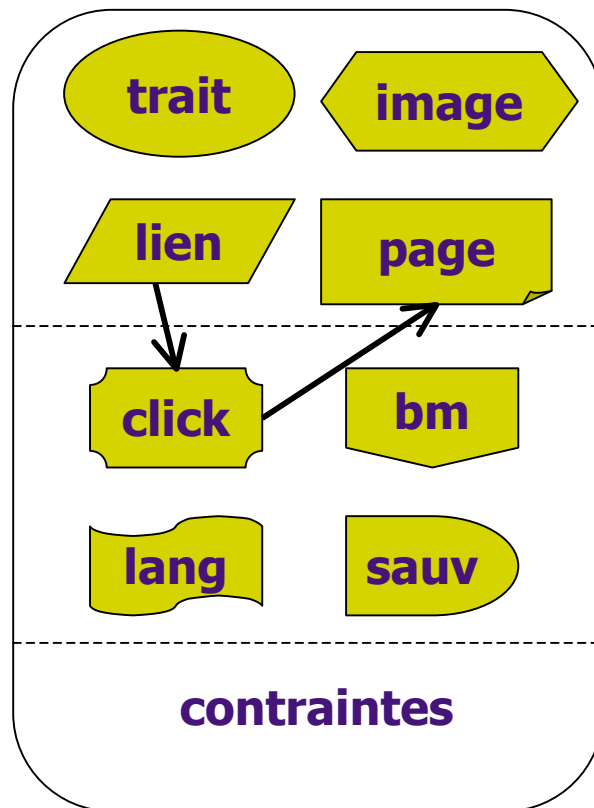 trait
image
lien
page
click
bm
lang
sauv
contraintes